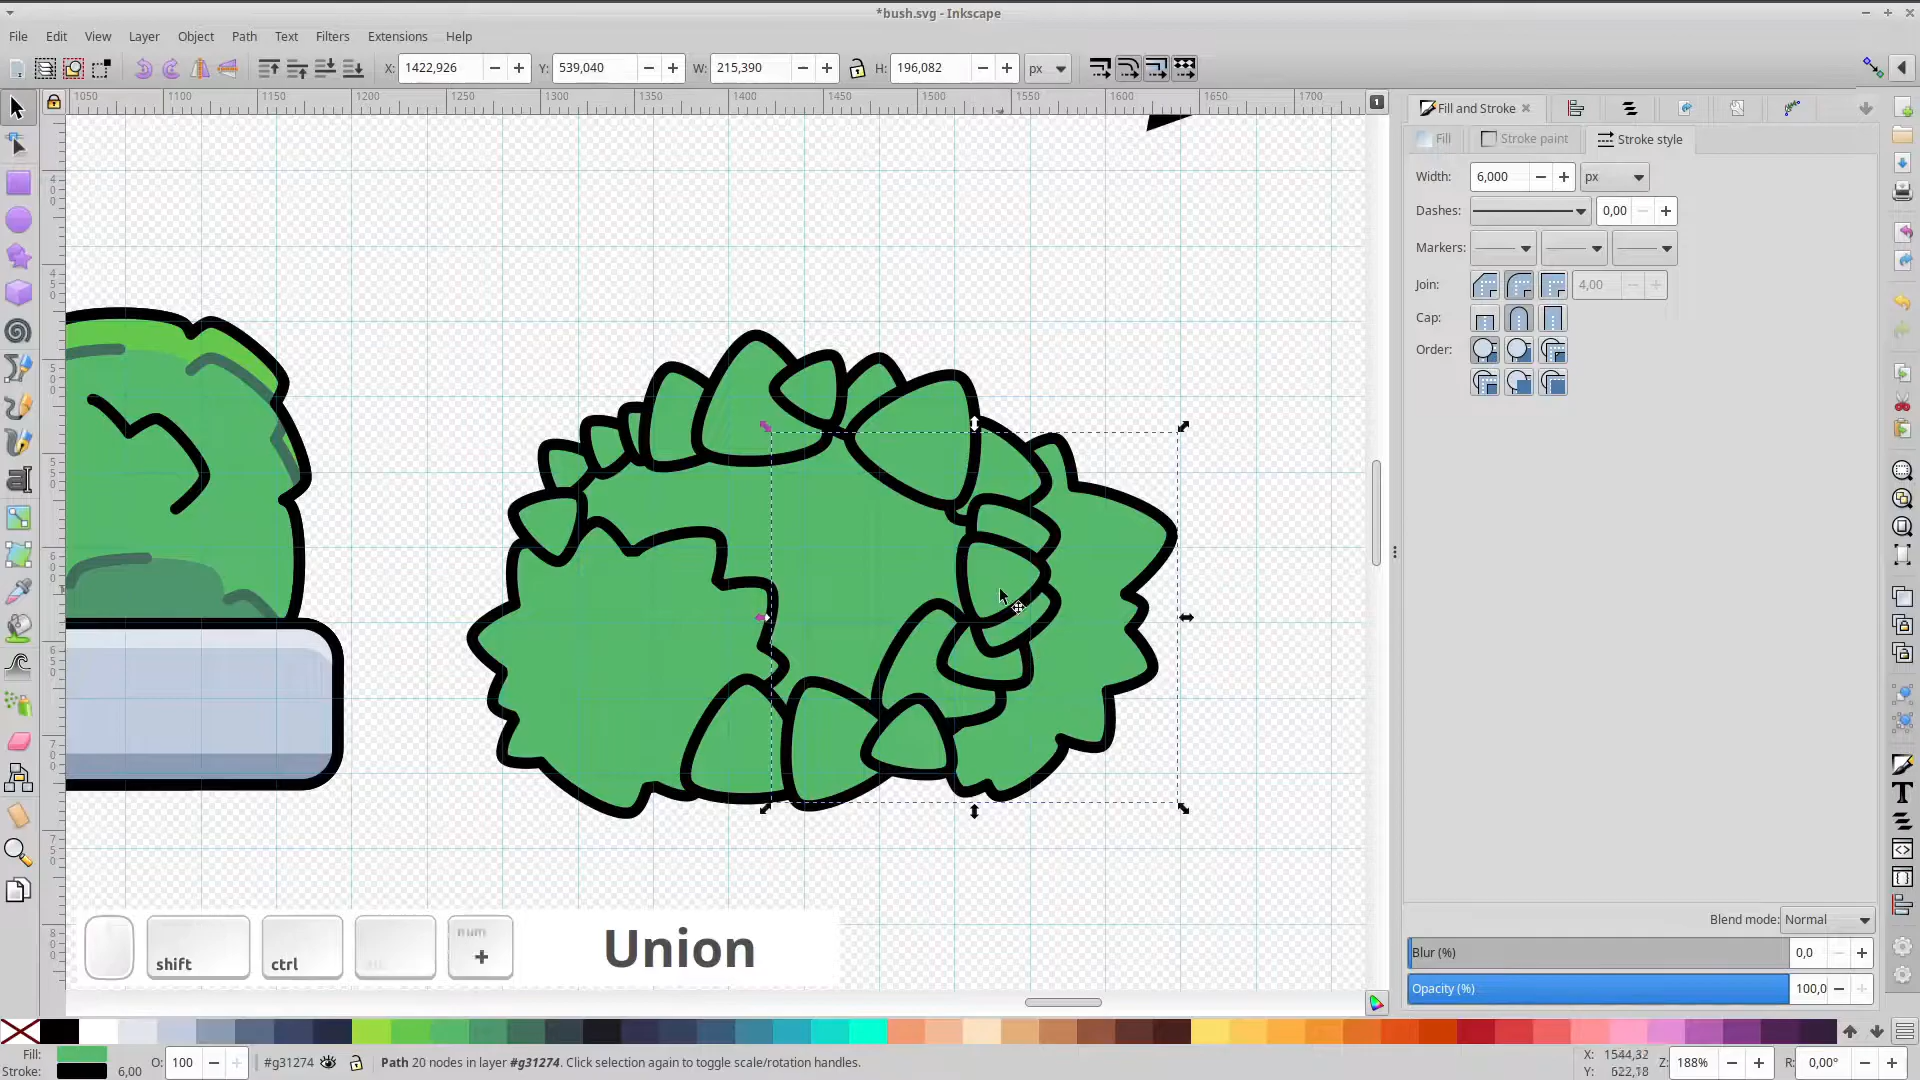 *bush.svg - Inkscape
File Edit View Layer Object Path Text Filters Extensions Help
X: 1422,926 Y: 539,040 W: 215,390 H: 196,082 px
1050 1100 1150 1200 1250 1300 1350 1400 1450 1500 1550 1600 1650 1700
1
Fill and Stroke
Fill Stroke paint Stroke style
Width: 6,000 px
Dashes: 0,00
Markers:
Join: 4,00
Cap:
Order:
shift ctrl num + Union
Blend mode: Normal
Blur (%) 0,0
Opacity (%) 100,0
Fill: O: 100 #g31274 Path 20 nodes in layer #g31274. Click selection again to toggle scale/rotation handles. X: 1544,32 Z: 188% R: 0,00°
Stroke: 6,00 Y: 622,18